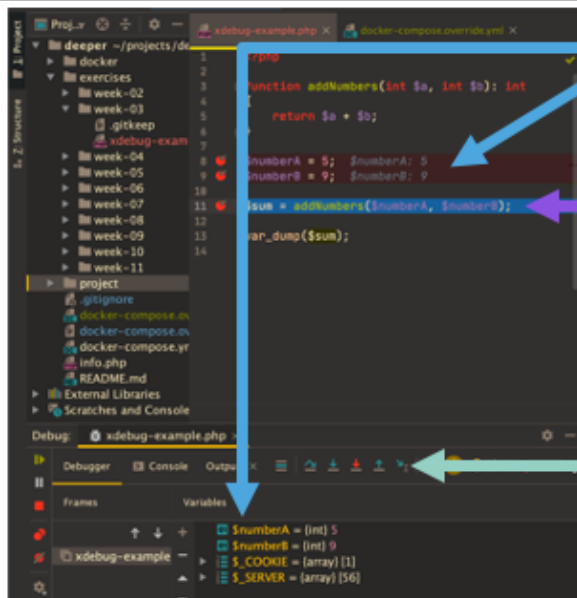 Project
Z: Structure
Proj..
deeper ~/projects/de
docker
exercises
week-02
week-03
.gitkeep
xdebug-exam
week-04
week-05
week-06
week-07
week-08
week-09
week-10
week-11
project
.gitignore
docker-compose.ov
docker-compose.ov
docker-compose.yr
info.php
README.md
External Libraries
Scratches and Console
xdebug-example.php
docker-compose.override.yml
1
2
3 function addNumbers(int $a, int $b): int
4
5 return $a + $b;
6
7
8 $numberA = 5; $numberA: 5
9 $numberB = 9; $numberB: 9
10
11 $sum = addNumbers($numberA, $numberB);
12
13 var_dump($sum);
14
Debug: xdebug-example.php
Debugger Console Output
Frames Variables
xdebug-example
$numberA = (int) 5
$numberB = (int) 9
$_COOKIE = (array) [1]
$_SERVER = (array) [56]